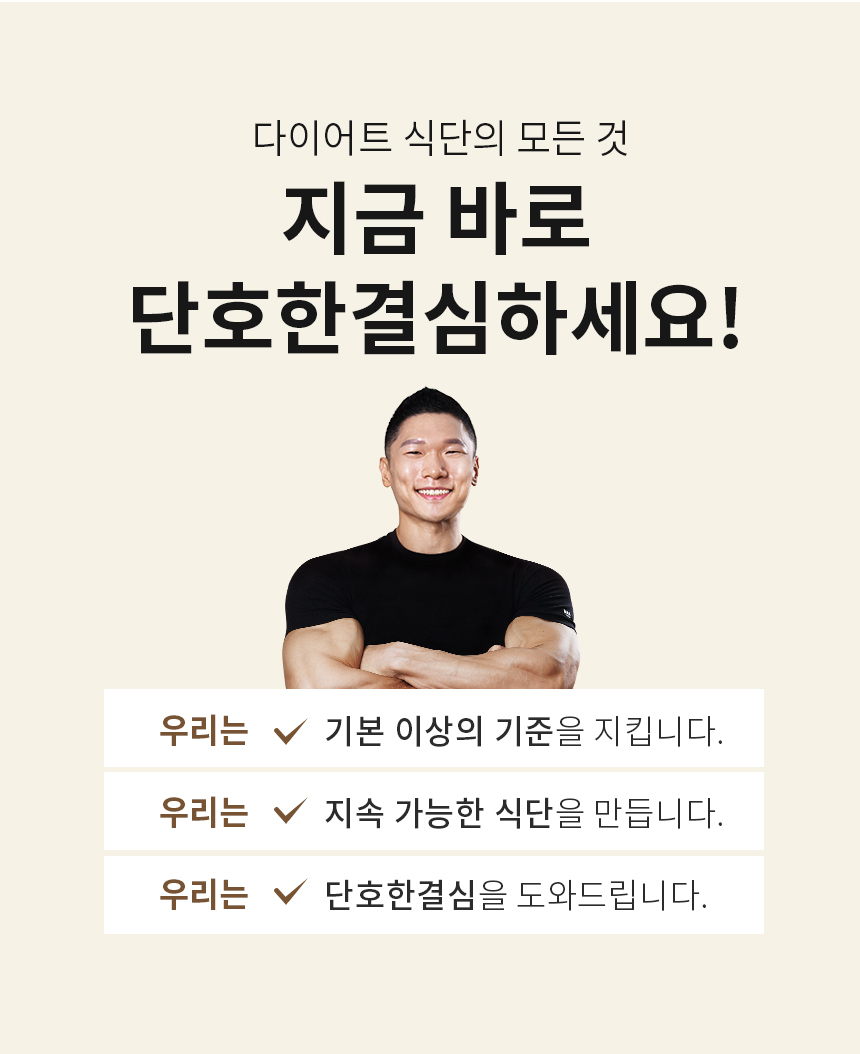 다이어트 식단의 모든 것
지금 바로
단호한결심하세요!
우리는 기본 이상의 기준을 지킵니다.
우리는 지속 가능한 식단을 만듭니다.
우리는 단호한결심을 도와드립니다.